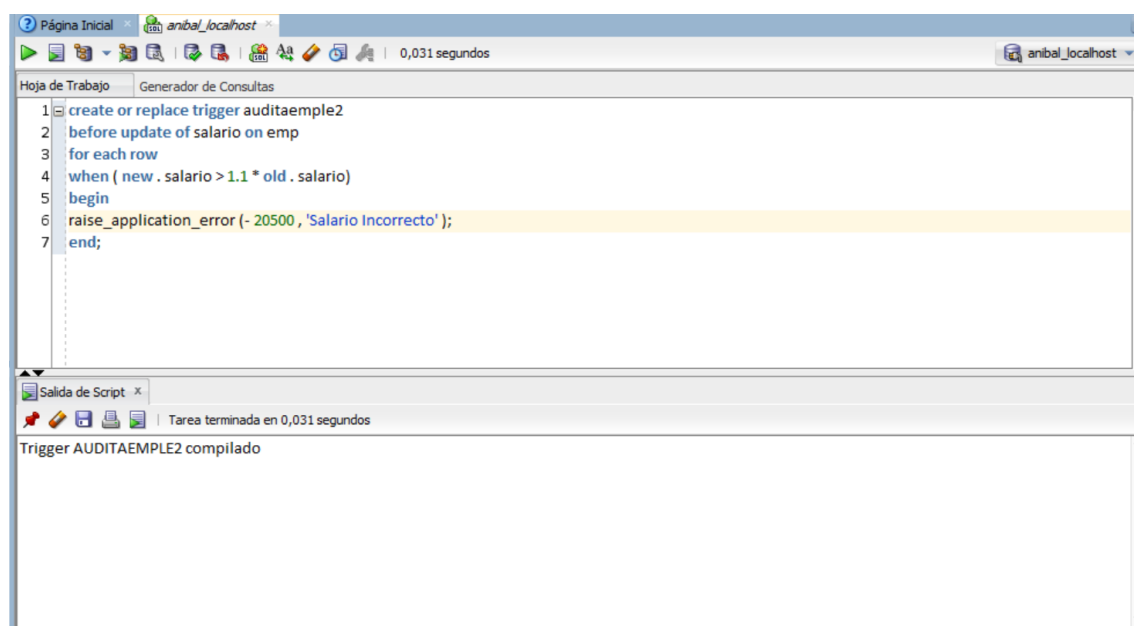 Página Inicial
anibal_localhost
0,031 segundos
anibal_localhost
Hoja de Trabajo Generador de Consultas
1 create or replace trigger auditaemple2
2 before update of salario on emp
3 for each row
4 when ( new . salario > 1.1 * old . salario)
5 begin
6 raise_application_error (- 20500 , 'Salario Incorrecto' );
7 end;
Salida de Script
Tarea terminada en 0,031 segundos
Trigger AUDITAEMPLE2 compilado